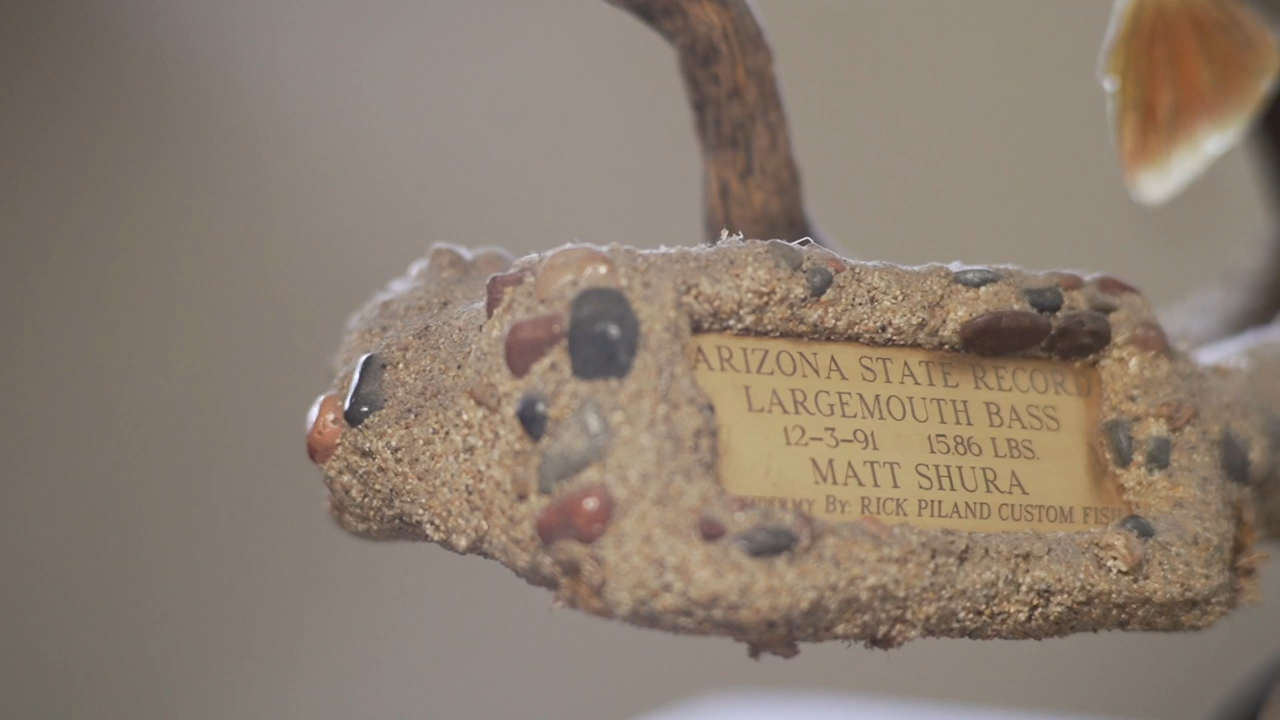 ARIZONA STATE RECORD
LARGEMOUTH BASS
12-3-91 15.86 LBS.
MATT SHURA
By: RICK PILAND CUSTOM